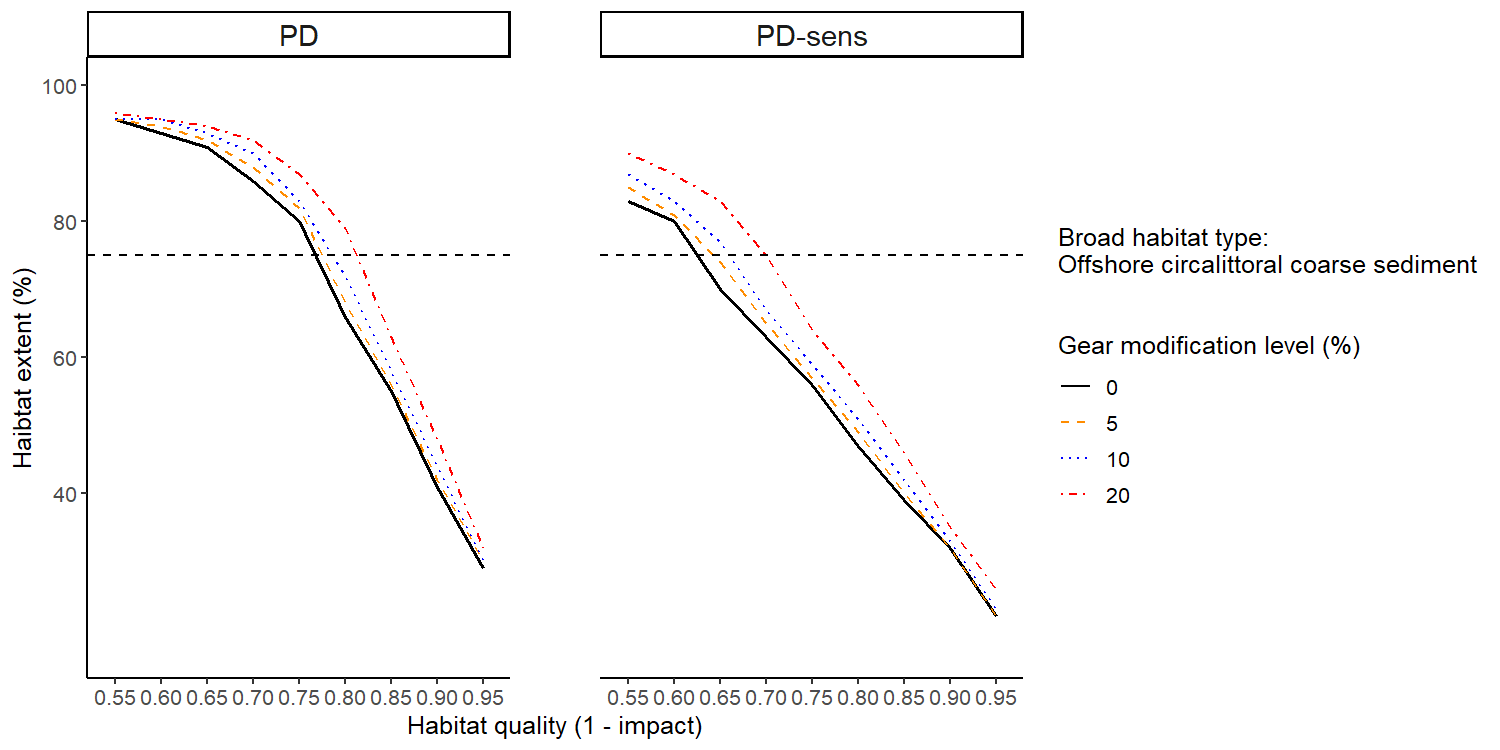 PD
PD-sens
100
80
60
40
Haibtat extent (%)
0.55 0.60 0.65 0.70 0.75 0.80 0.85 0.90 0.95
0.55 0.60 0.65 0.70 0.75 0.80 0.85 0.90 0.95
Habitat quality (1 - impact)
Broad habitat type:
Offshore circalittoral coarse sediment
Gear modification level (%)
0
5
10
20